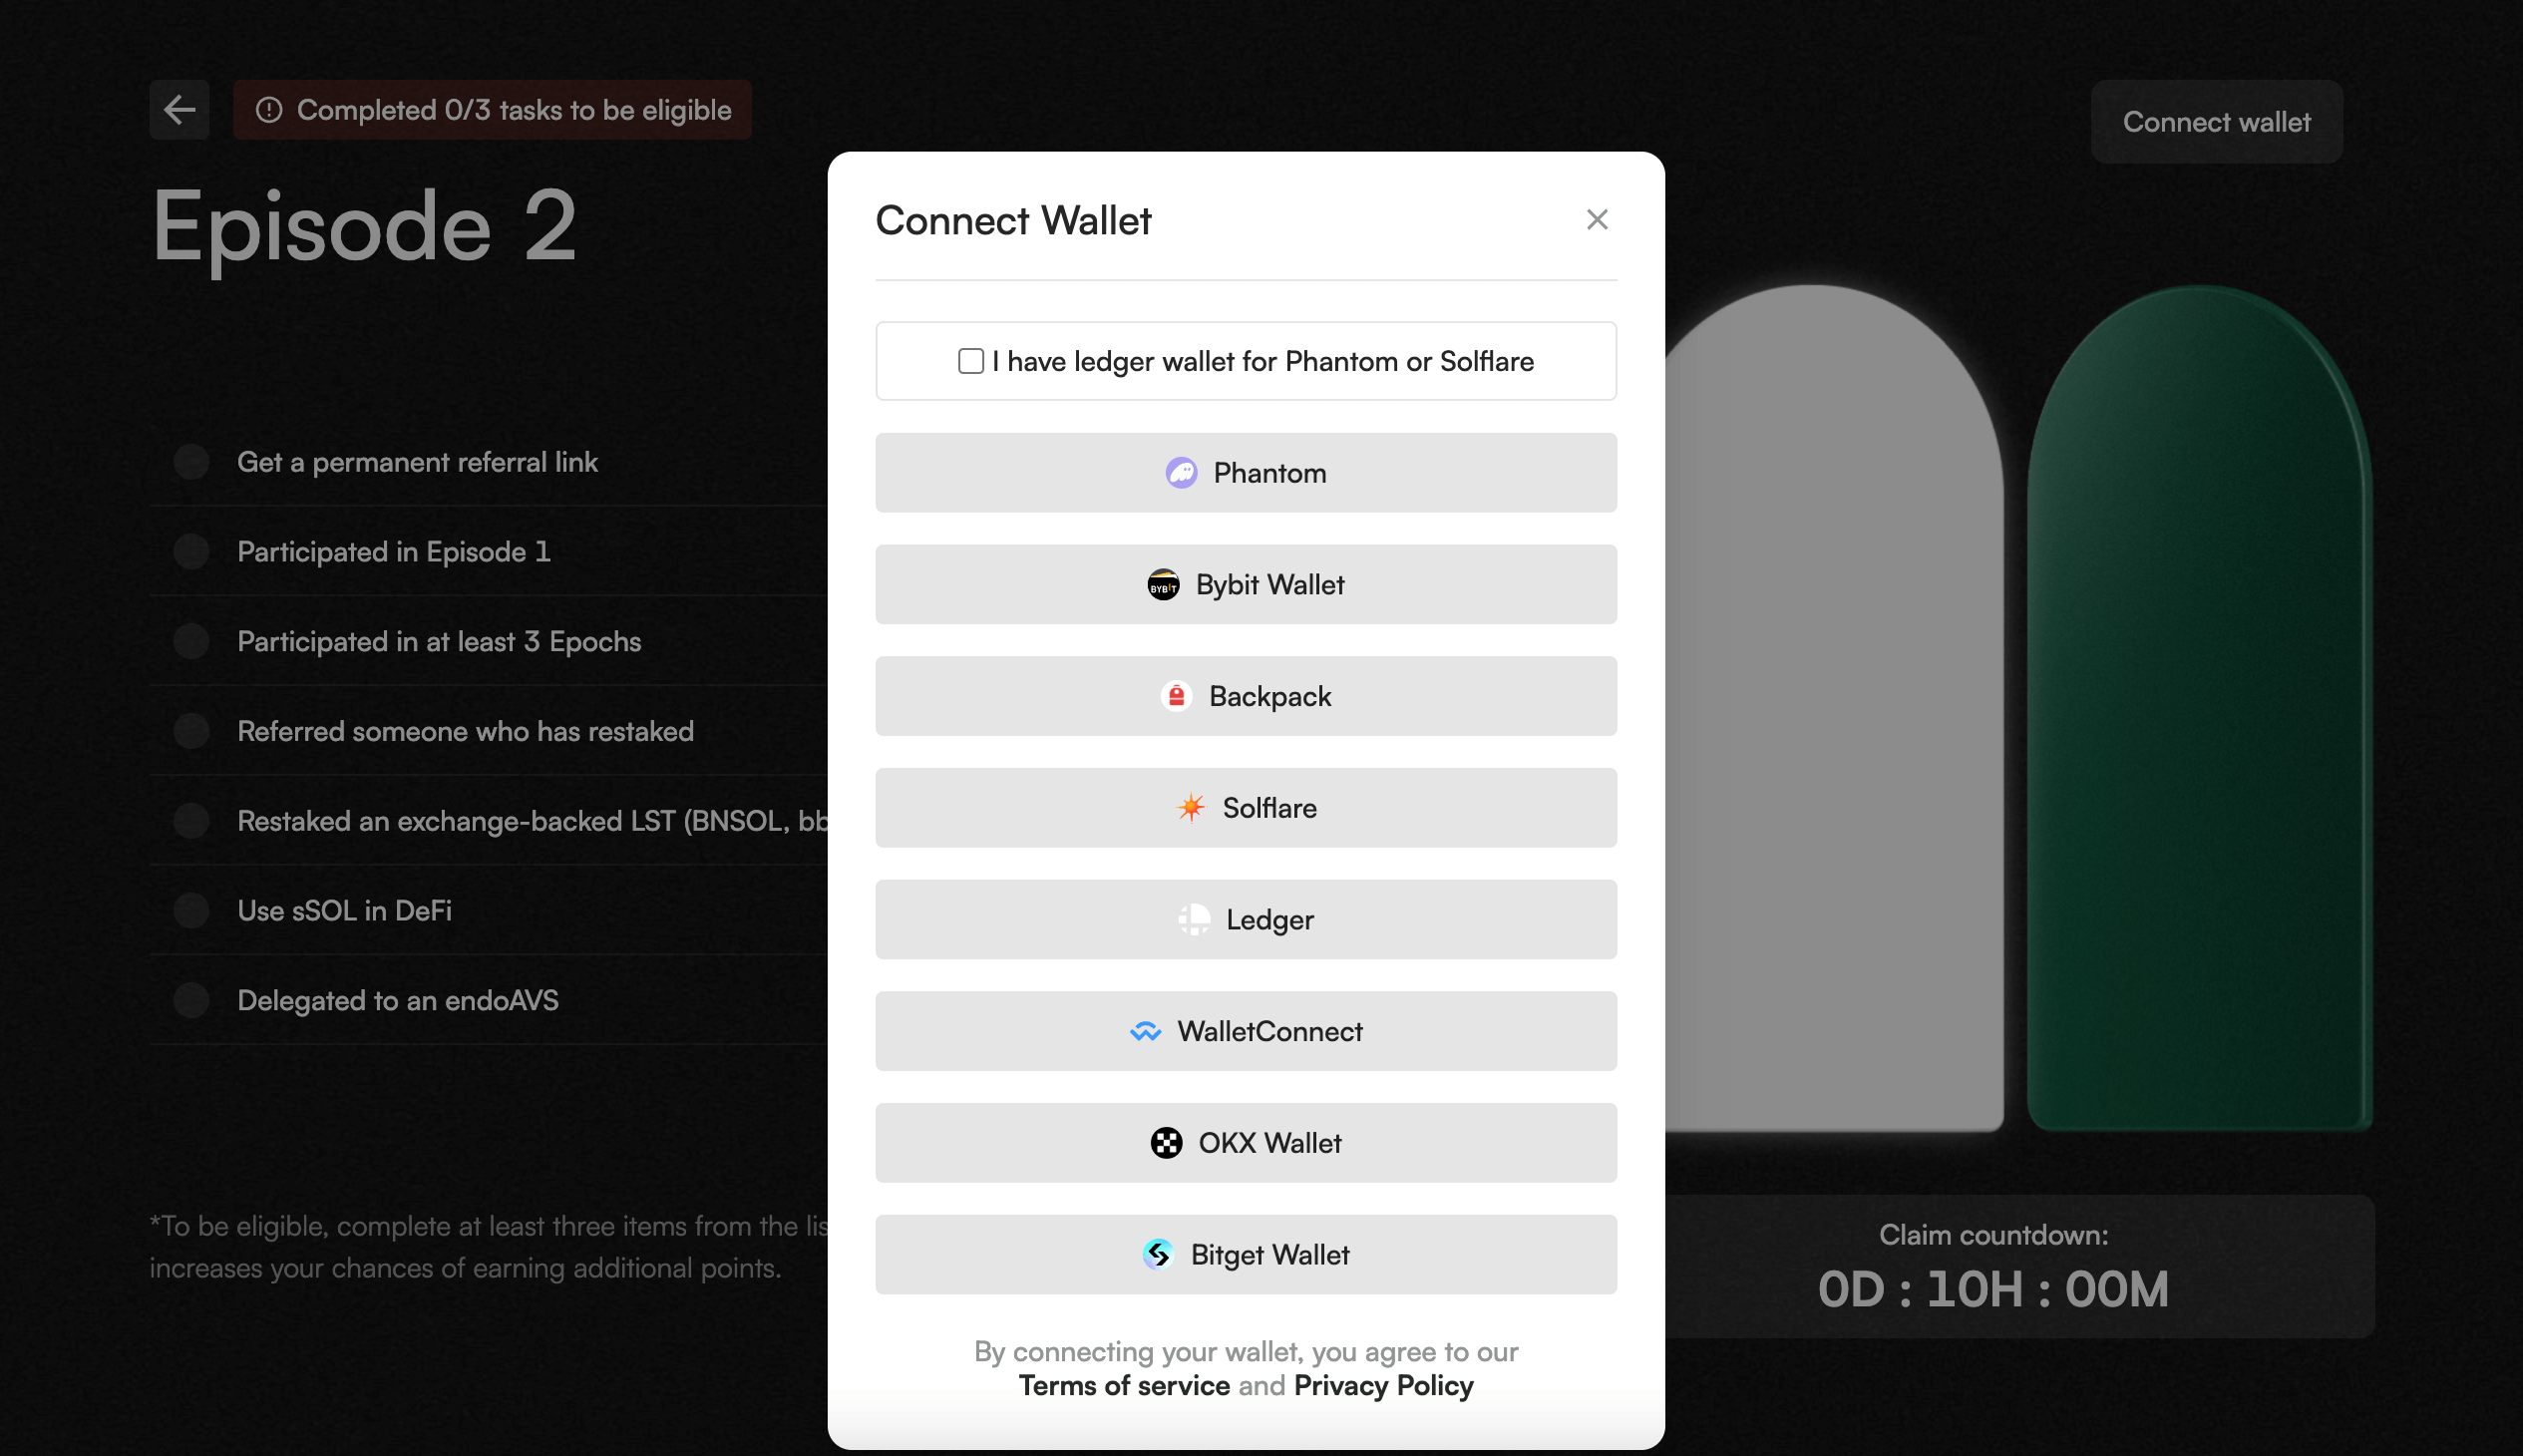 Completed 0/3 tasks to be eligible
Connect wallet
Episode 2
Get a permanent referral link
Participated in Episode 1
Participated in at least 3 Epochs
Referred someone who has restaked
Restaked an exchange-backed LST (BNSOL, bb
Use sSOL in DeFi
Delegated to an endoAVS
*To be eligible, complete at least three items from the lis
increases your chances of earning additional points.
Connect Wallet
I have ledger wallet for Phantom or Solflare
Phantom
BYBIT
Bybit Wallet
Backpack
Solflare
Ledger
WalletConnect
OKX Wallet
Bitget Wallet
By connecting your wallet, you agree to our
Terms of service and Privacy Policy
Claim countdown:
0D : 10H : 00M